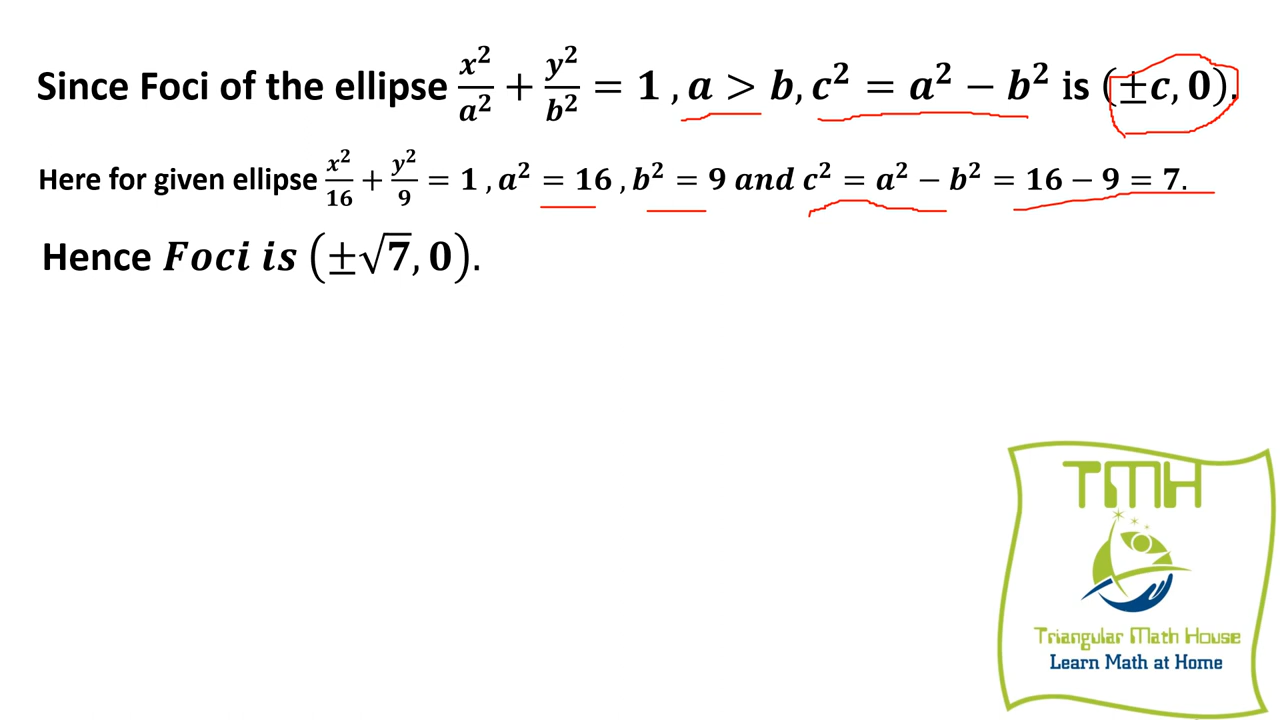 Since Foci of the ellipse x²/a² + y²/b² = 1 , a > b, c² = a² − b² is (±c, 0).
Here for given ellipse x²/16 + y²/9 = 1 , a² = 16 , b² = 9 and c² = a² − b² = 16 − 9 = 7.
Hence Foci is (±√7, 0).
TMH
Triangular Math House
Learn Math at Home